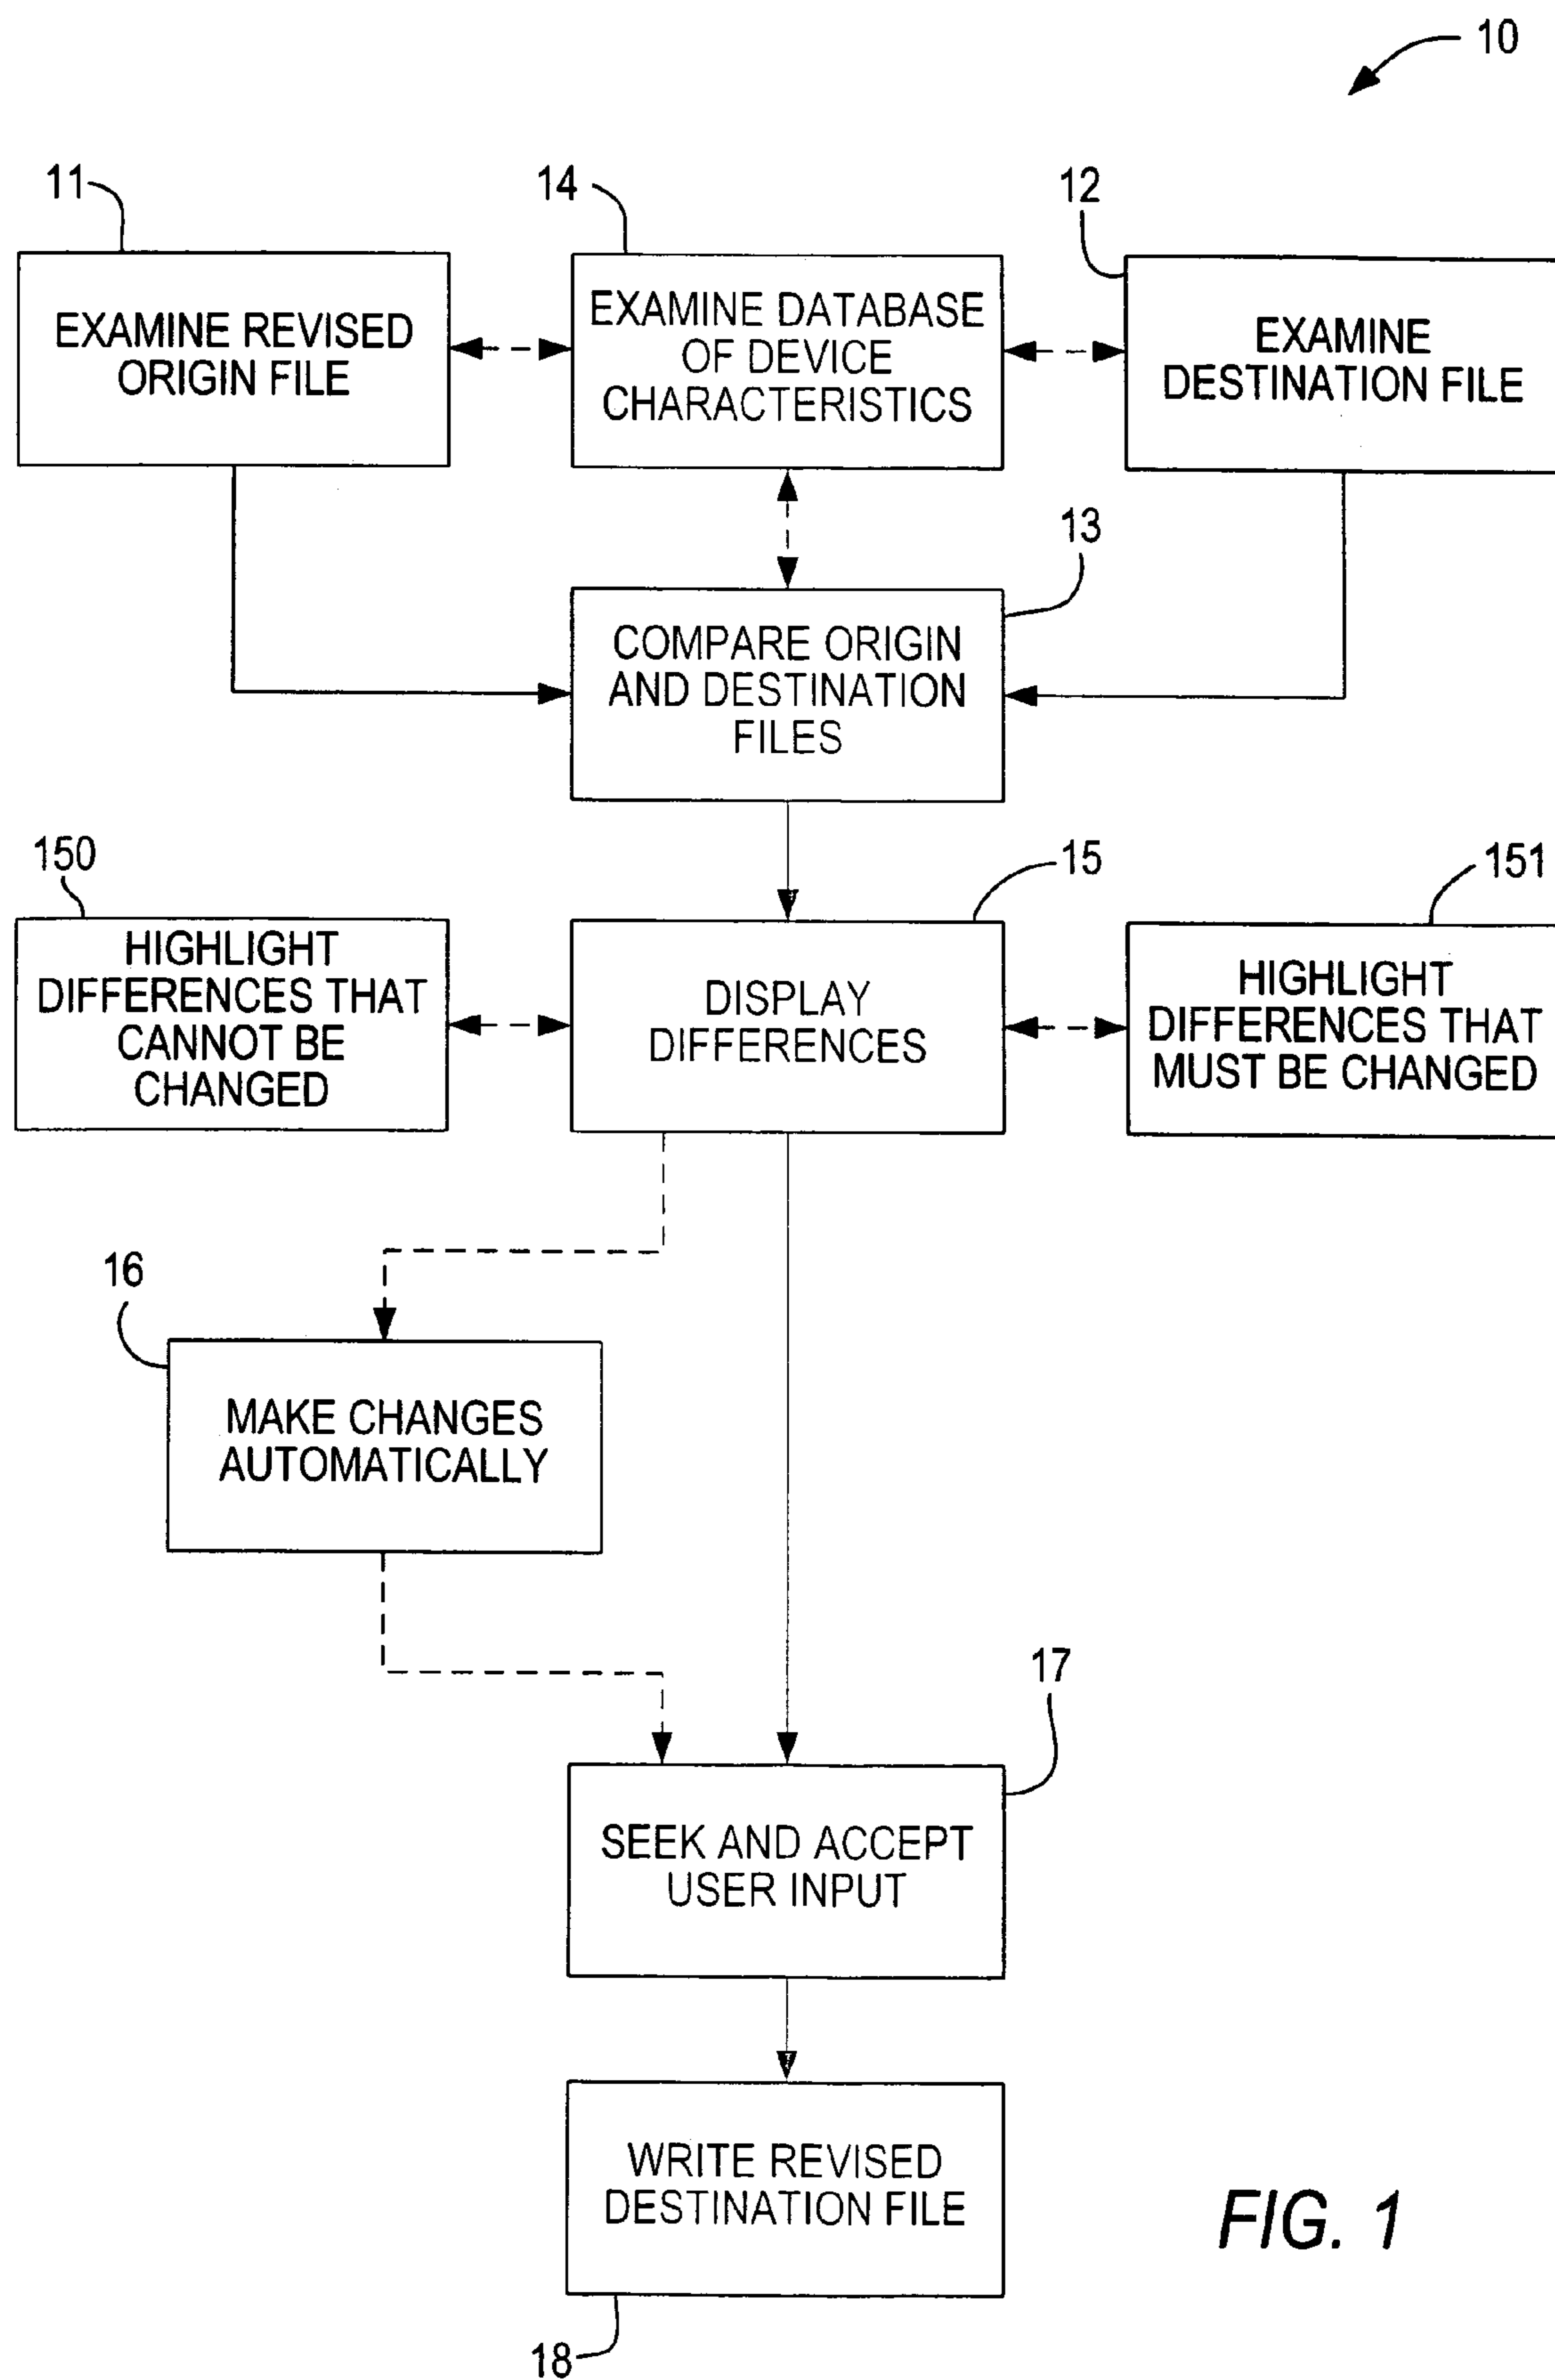 10
11
14
12
EXAMINE REVISED
ORIGIN FILE
EXAMINE DATABASE
OF DEVICE
CHARACTERISTICS
EXAMINE
DESTINATION FILE
13
COMPARE ORIGIN
AND DESTINATION
FILES
150
15
151
HIGHLIGHT
DIFFERENCES THAT
CANNOT BE
CHANGED
DISPLAY
DIFFERENCES
HIGHLIGHT
DIFFERENCES THAT
MUST BE CHANGED
16
MAKE CHANGES
AUTOMATICALLY
17
SEEK AND ACCEPT
USER INPUT
WRITE REVISED
DESTINATION FILE
18
FIG. 1